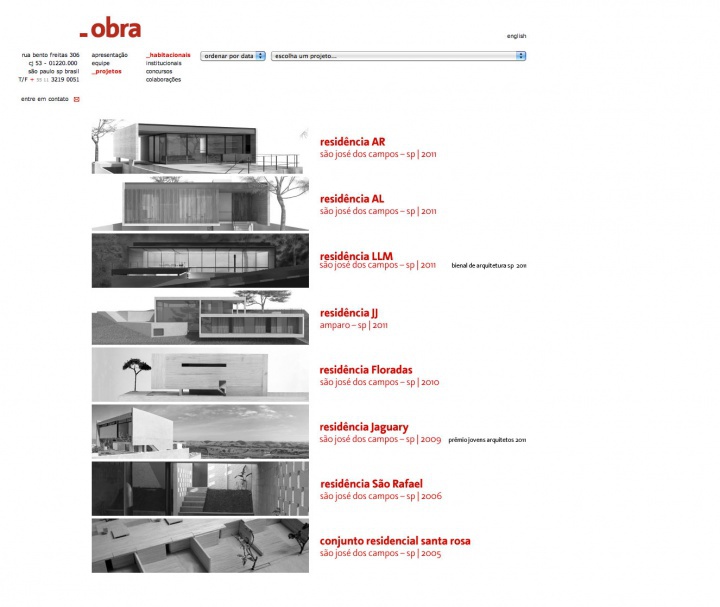 _obra
english
rua bento freitas 306
cj 53 – 01220.000
são paulo sp brasil
T/F + 55 11 3219 0051
entre em contato
apresentação
equipe
_projetos
_habitacionais
institucionais
concursos
colaborações
ordenar por data
escolha um projeto...
residência AR
são josé dos campos – sp | 2011
residência AL
são josé dos campos – sp | 2011
residência LLM
são josé dos campos – sp | 2011 bienal de arquitetura sp 2011
residência JJ
amparo – sp | 2011
residência Floradas
são josé dos campos – sp | 2010
residência Jaguary
são josé dos campos – sp | 2009 prêmio jovens arquitetos 2011
residência São Rafael
são josé dos campos – sp | 2006
conjunto residencial santa rosa
são josé dos campos – sp | 2005